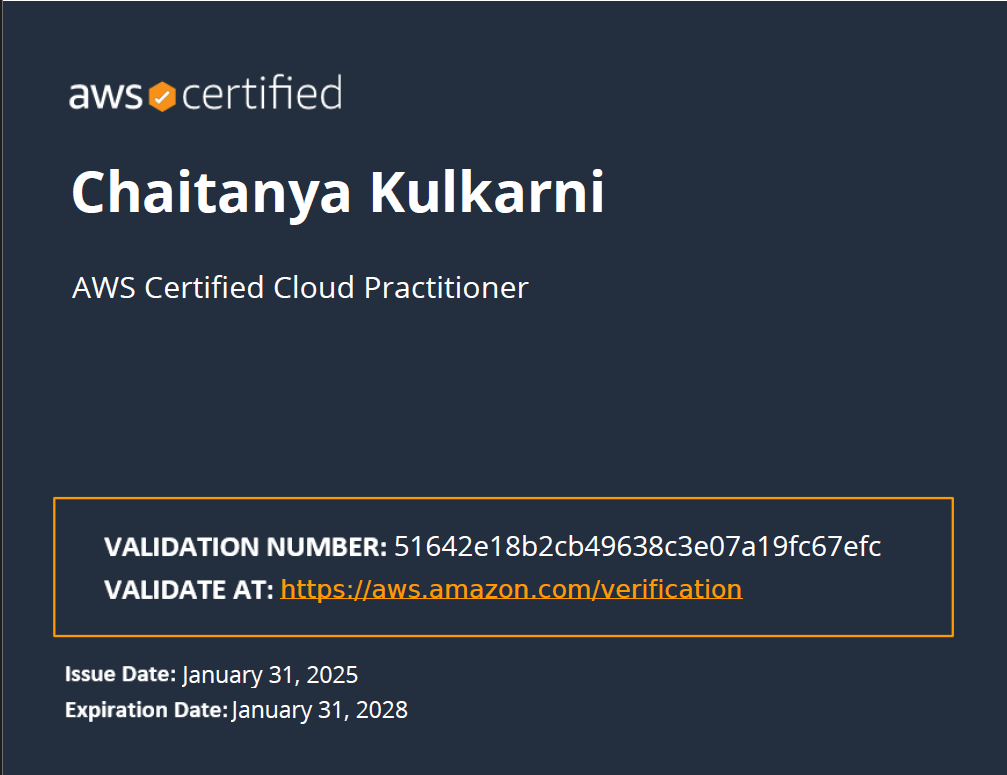 aws certified
Chaitanya Kulkarni
AWS Certified Cloud Practitioner
VALIDATION NUMBER: 51642e18b2cb49638c3e07a19fc67efc
VALIDATE AT: https://aws.amazon.com/verification
Issue Date: January 31, 2025
Expiration Date: January 31, 2028